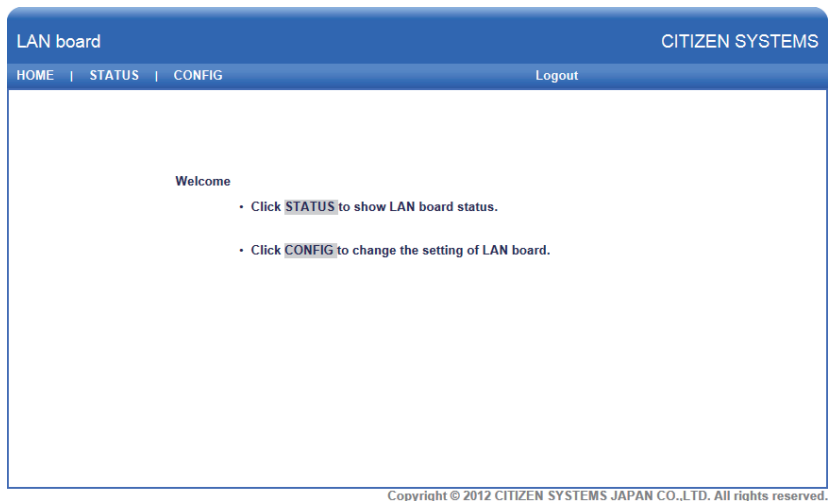 LAN board CITIZEN SYSTEMS
HOME | STATUS | CONFIG Logout
Welcome
• Click STATUS to show LAN board status.
• Click CONFIG to change the setting of LAN board.
Copyright © 2012 CITIZEN SYSTEMS JAPAN CO.,LTD. All rights reserved.